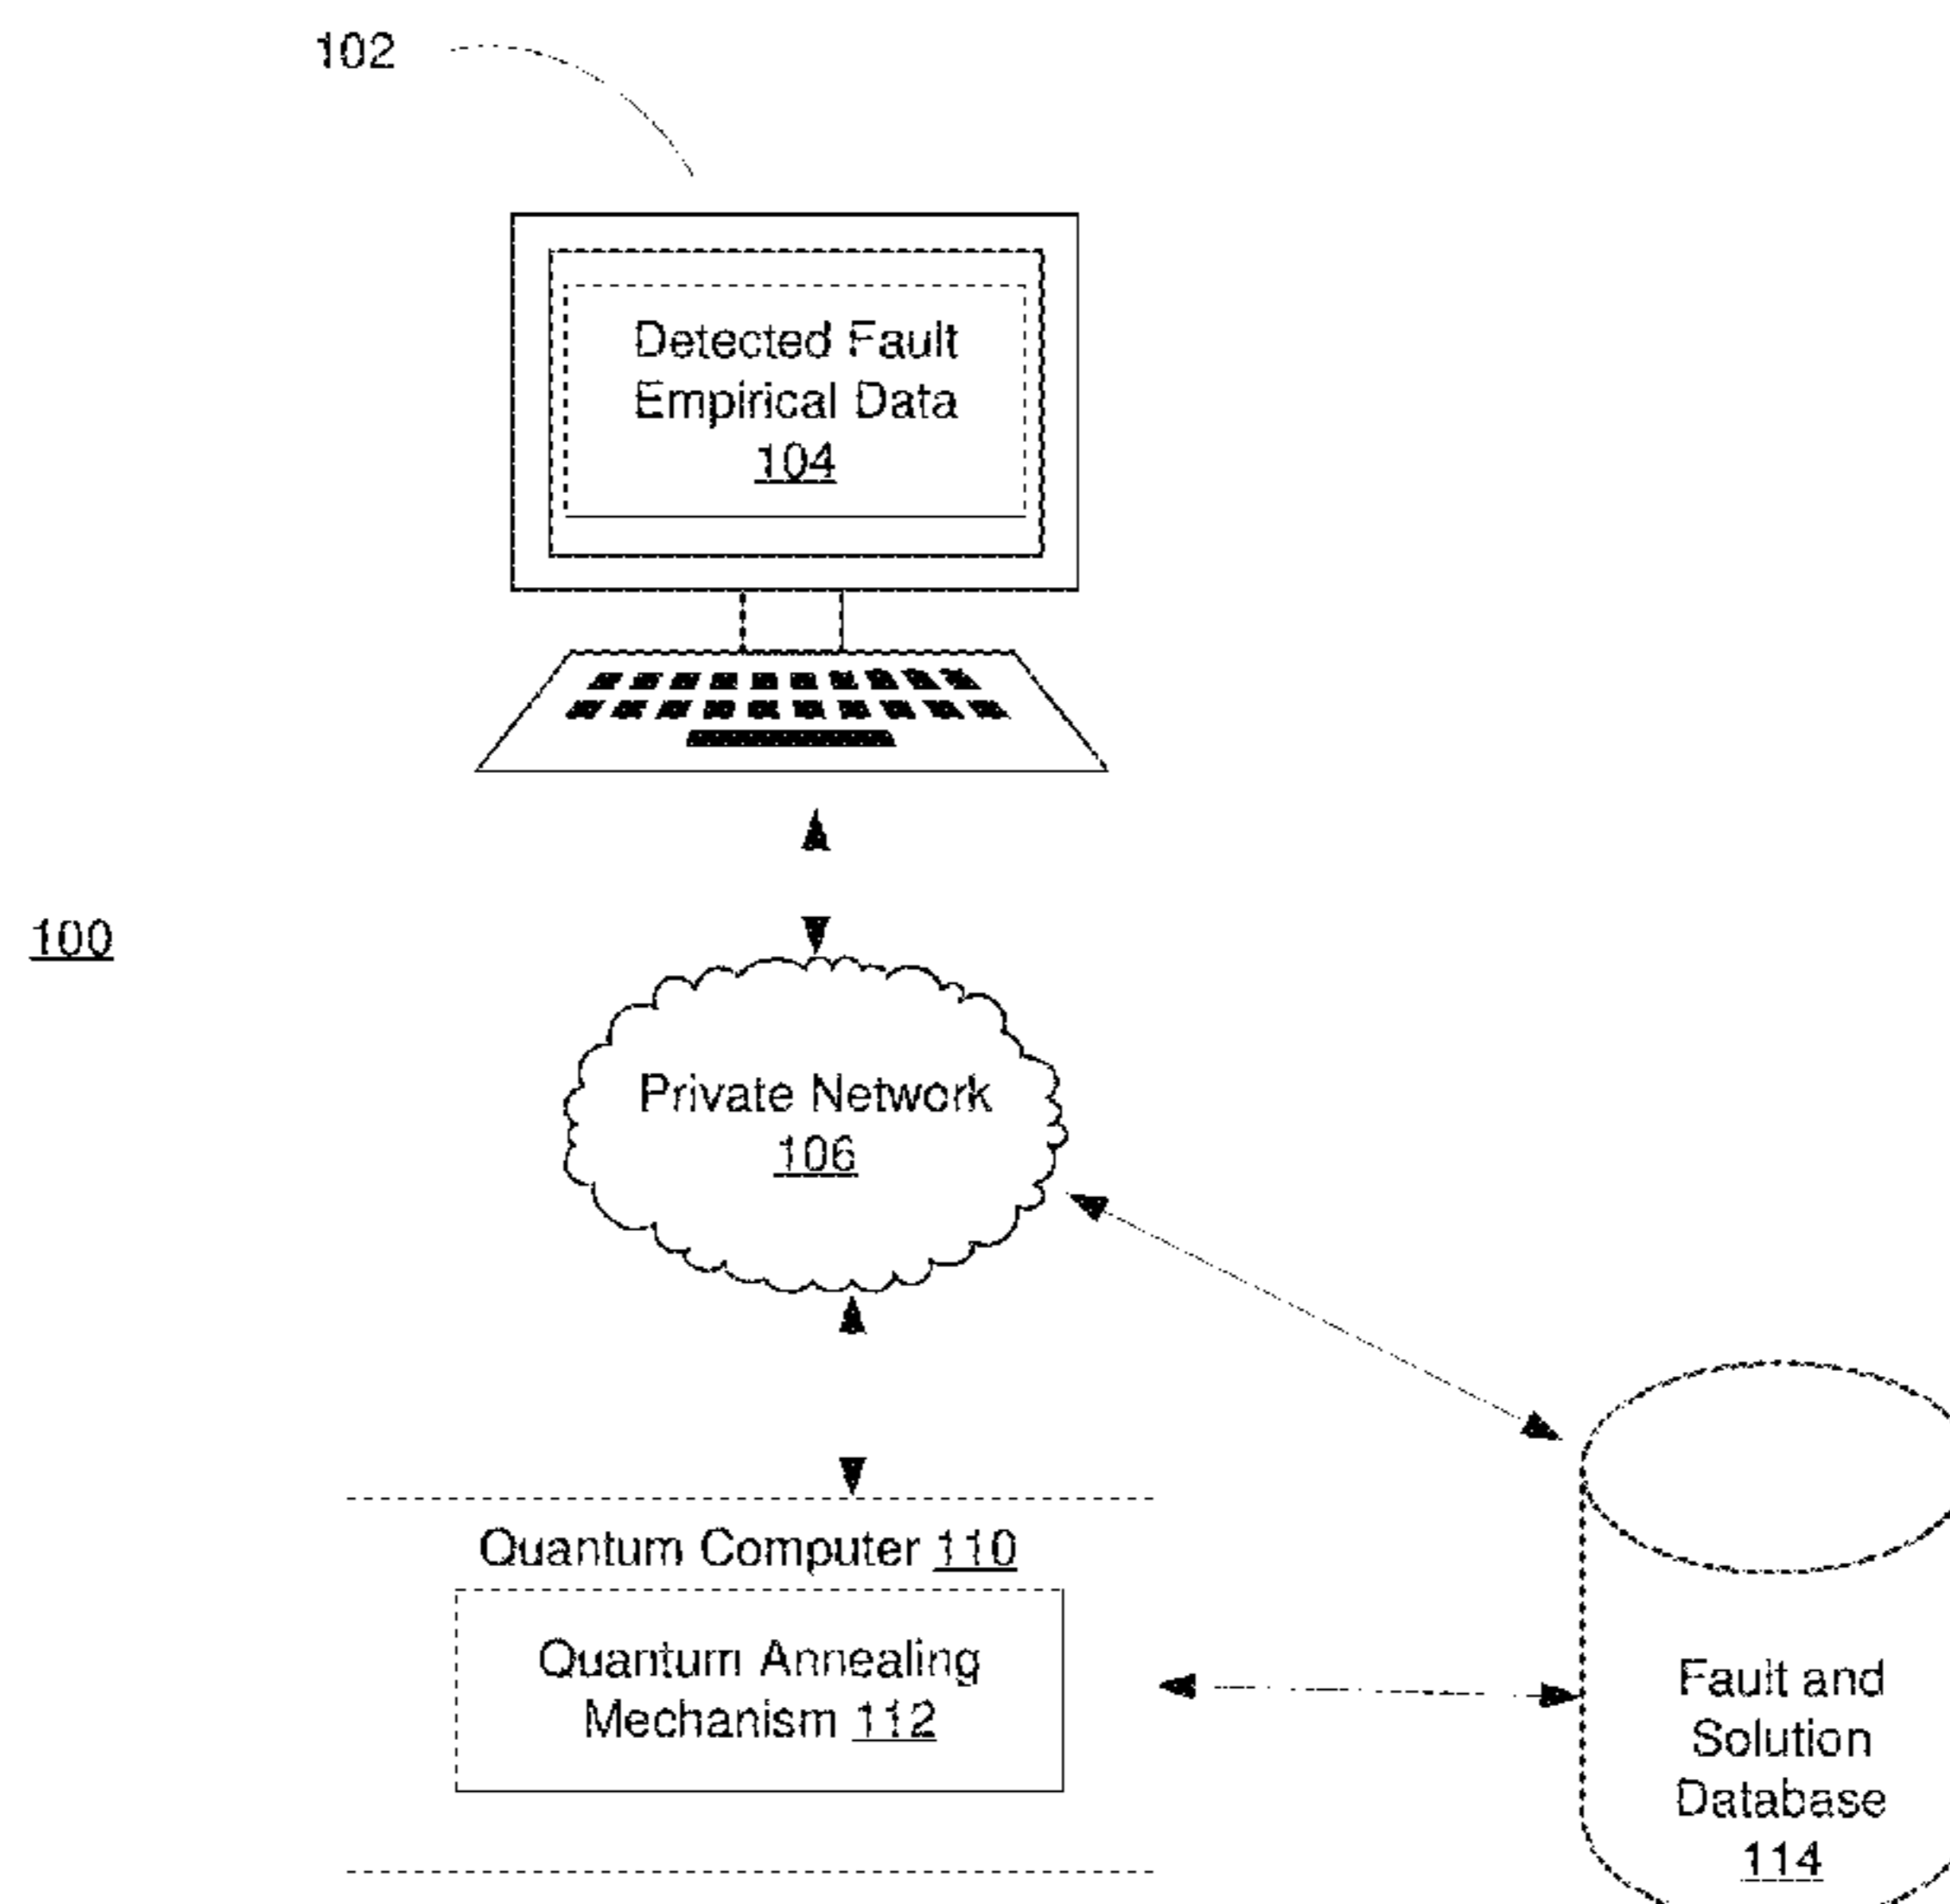 102
Detected Fault
Empirical Data
104
100
Private Network
106
Quantum Computer 110
Quantum Annealing
Mechanism 112
Fault and
Solution
Database
114